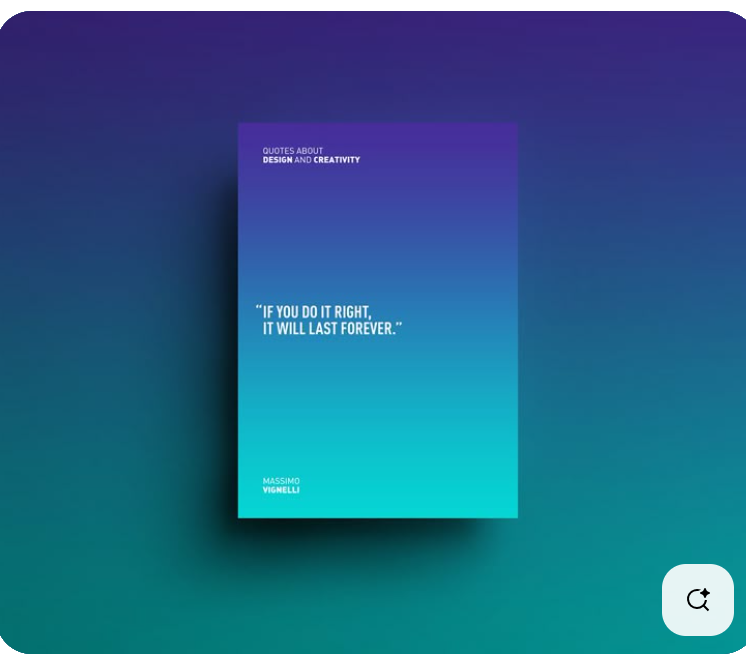 QUOTES ABOUT
DESIGN AND CREATIVITY
“IF YOU DO IT RIGHT,
IT WILL LAST FOREVER.”
MASSIMO
VIGNELLI